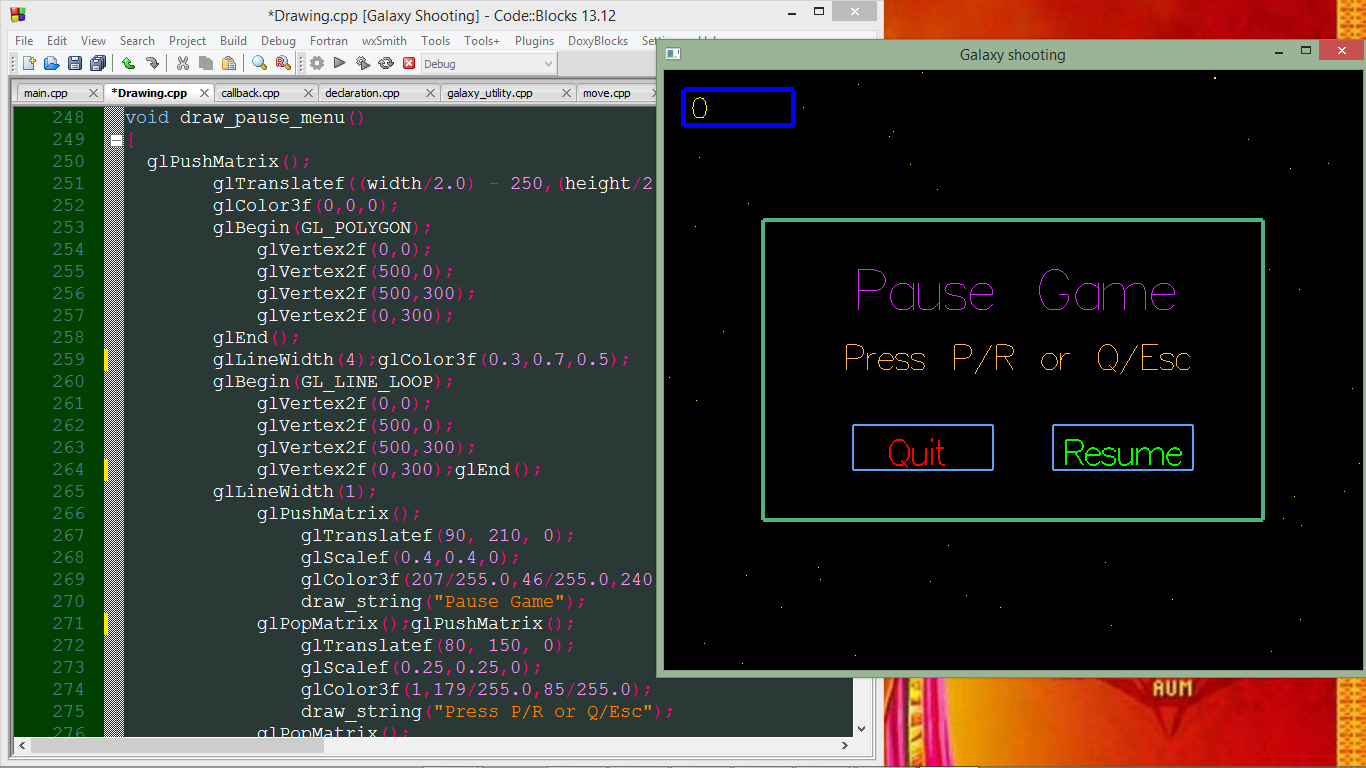 *Drawing.cpp [Galaxy Shooting] - Code::Blocks 13.12
File Edit View Search Project Build Debug Fortran wxSmith Tools Tools+ Plugins DoxyBlocks
Debug
main.cpp *Drawing.cpp callback.cpp declaration.cpp galaxy_utility.cpp move.cpp
248 void draw_pause_menu()
249 {
250 glPushMatrix();
251 glTranslatef((width/2.0) - 250,(height/2
252 glColor3f(0,0,0);
253 glBegin(GL_POLYGON);
254 glVertex2f(0,0);
255 glVertex2f(500,0);
256 glVertex2f(500,300);
257 glVertex2f(0,300);
258 glEnd();
259 glLineWidth(4);glColor3f(0.3,0.7,0.5);
260 glBegin(GL_LINE_LOOP);
261 glVertex2f(0,0);
262 glVertex2f(500,0);
263 glVertex2f(500,300);
264 glVertex2f(0,300);glEnd();
265 glLineWidth(1);
266 glPushMatrix();
267 glTranslatef(90, 210, 0);
268 glScalef(0.4,0.4,0);
269 glColor3f(207/255.0,46/255.0,240
270 draw_string("Pause Game");
271 glPopMatrix();glPushMatrix();
272 glTranslatef(80, 150, 0);
273 glScalef(0.25,0.25,0);
274 glColor3f(1,179/255.0,85/255.0);
275 draw_string("Press P/R or Q/Esc");
276 glPopMatrix();
Galaxy shooting
0
Pause Game
Press P/R or Q/Esc
Quit Resume
AUM